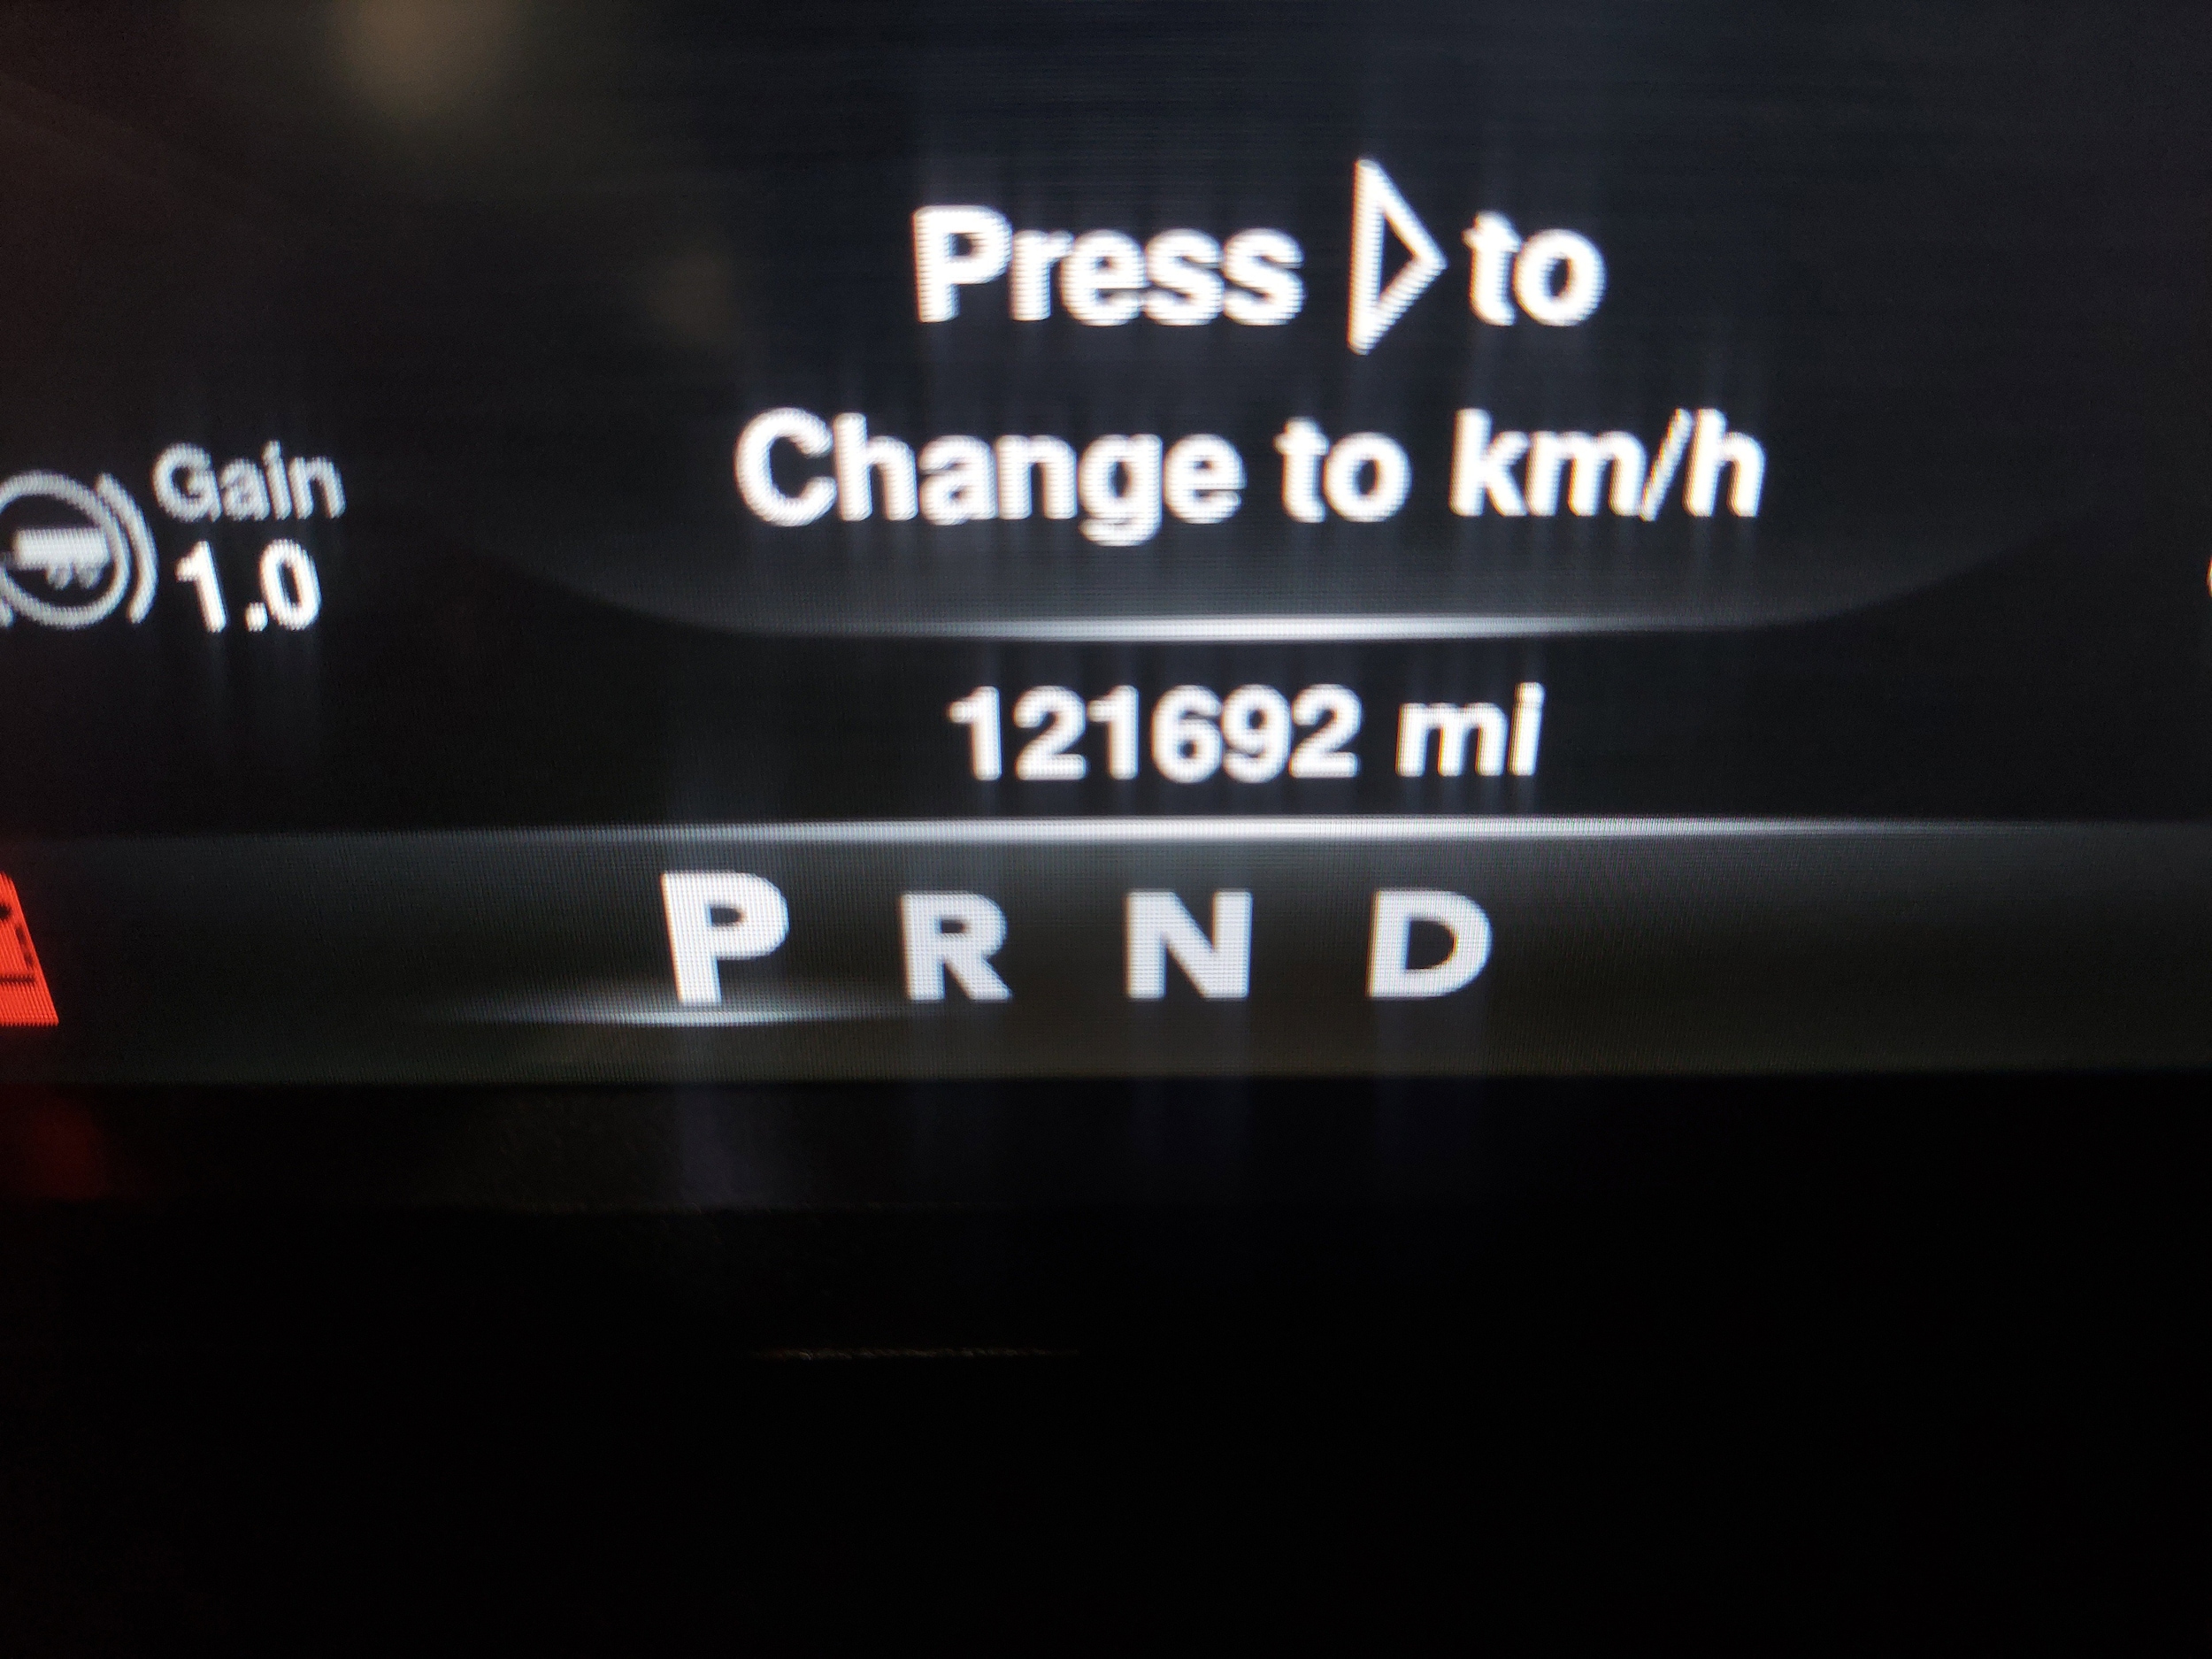 Press ▷ to
Change to km/h
Gain
1.0
121692 mi
P R N D